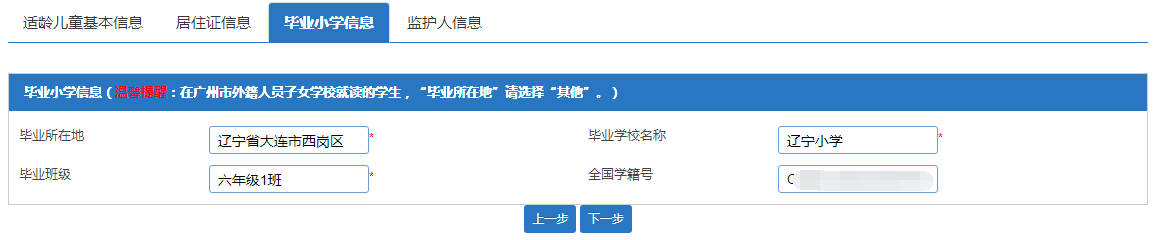 适龄儿童基本信息 居住证信息 毕业小学信息 监护人信息
毕业小学信息（温馨提醒：在广州市外籍人员子女学校就读的学生，“毕业所在地”请选择“其他”。）
毕业所在地 辽宁省大连市西岗区* 毕业学校名称 辽宁小学*
毕业班级 六年级1班* 全国学籍号
上一步 下一步